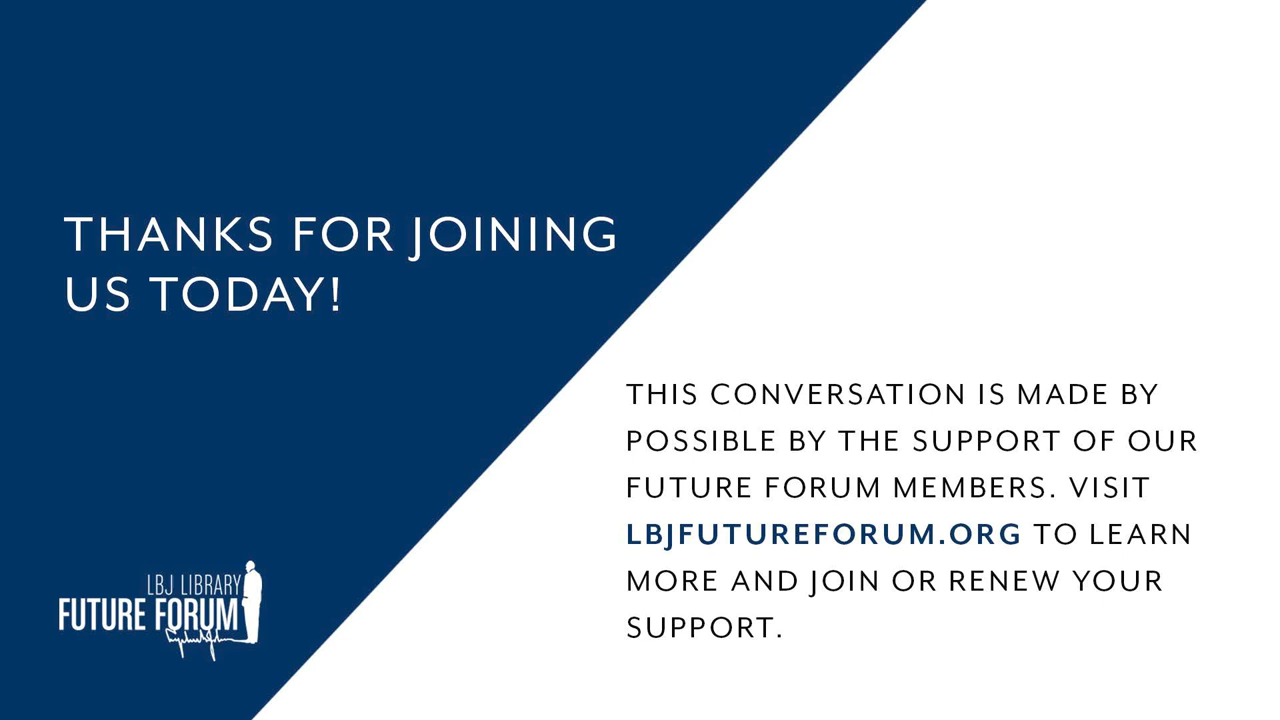 THANKS FOR JOINING
US TODAY!
THIS CONVERSATION IS MADE BY
POSSIBLE BY THE SUPPORT OF OUR
FUTURE FORUM MEMBERS. VISIT
LBJFUTUREFORUM.ORG TO LEARN
MORE AND JOIN OR RENEW YOUR
SUPPORT.
LBJ LIBRARY
FUTURE FORUM